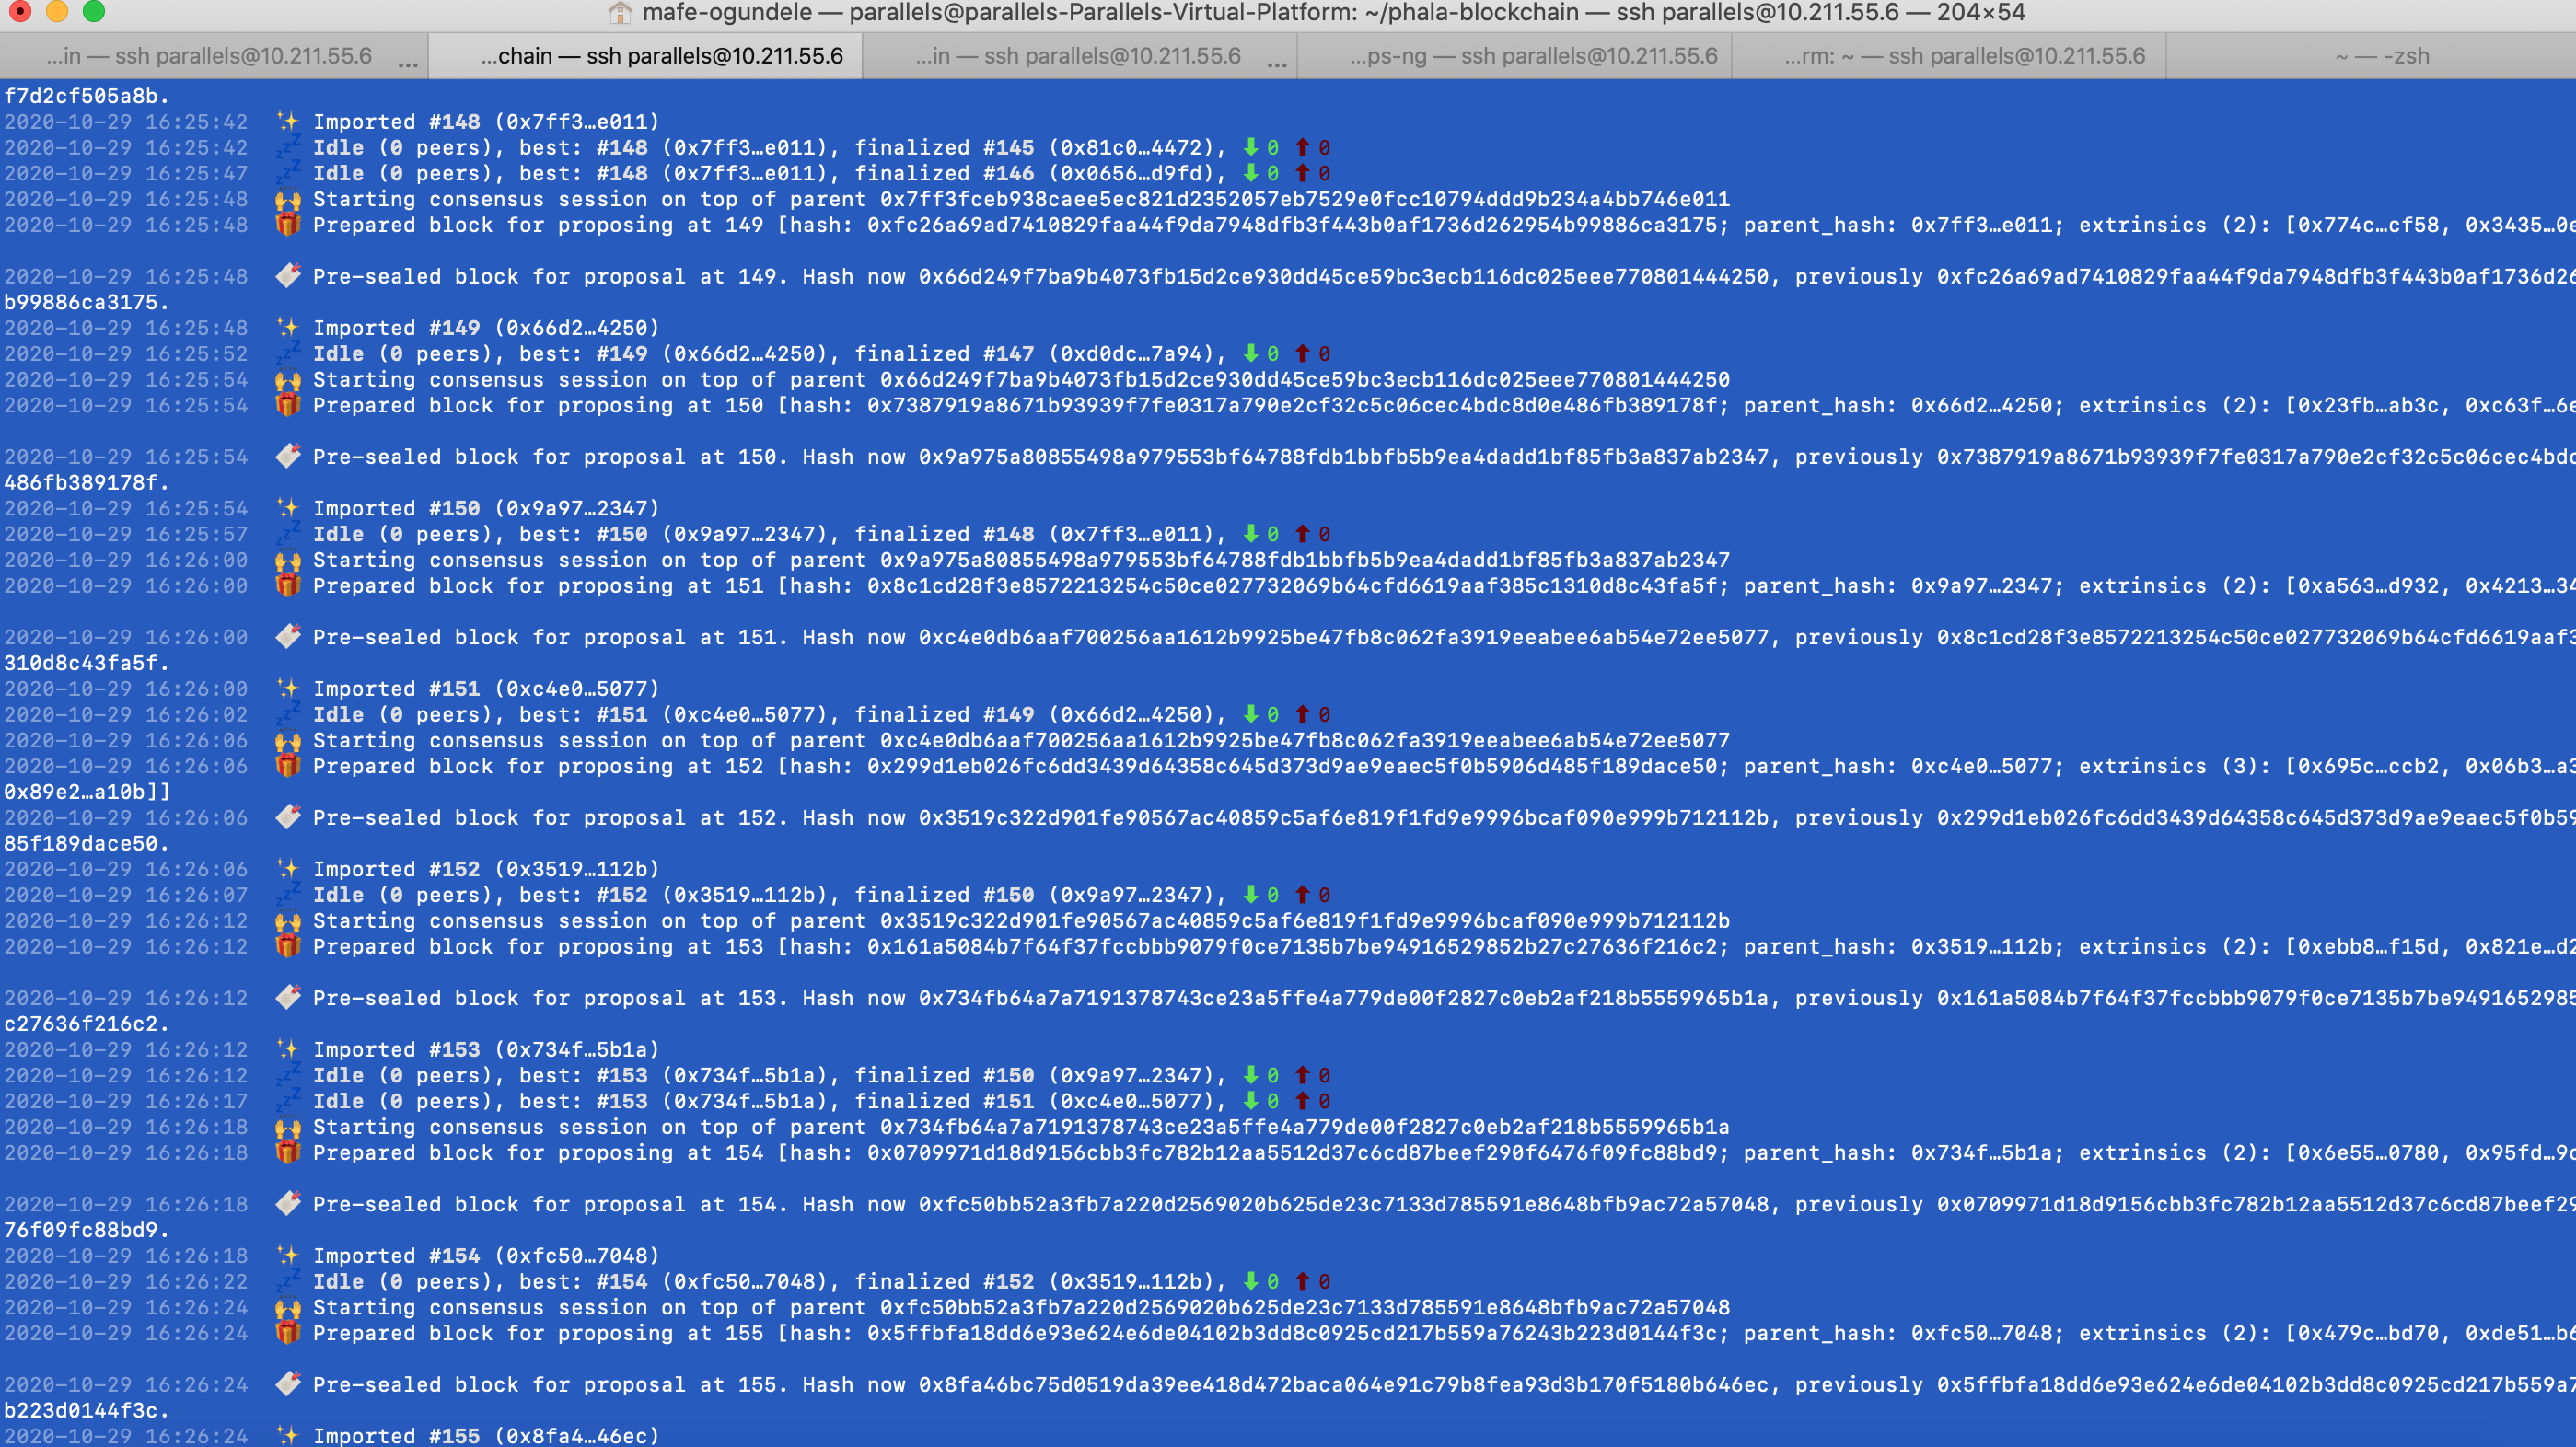 mafe-ogundele — parallels@parallels-Parallels-Virtual-Platform: ~/phala-blockchain — ssh parallels@10.211.55.6 — 204×54
...in — ssh parallels@10.211.55.6 ... ...chain — ssh parallels@10.211.55.6 ...in — ssh parallels@10.211.55.6 ... ...ps-ng — ssh parallels@10.211.55.6 ...rm: ~ — ssh parallels@10.211.55.6 ~ — -zsh
f7d2cf505a8b.
2020-10-29 16:25:42 ✨ Imported #148 (0x7ff3…e011)
2020-10-29 16:25:42 💤 Idle (0 peers), best: #148 (0x7ff3…e011), finalized #145 (0x81c0…4472), ⬇ 0 ⬆ 0
2020-10-29 16:25:47 💤 Idle (0 peers), best: #148 (0x7ff3…e011), finalized #146 (0x0656…d9fd), ⬇ 0 ⬆ 0
2020-10-29 16:25:48 🙌 Starting consensus session on top of parent 0x7ff3fceb938caee5ec821d2352057eb7529e0fcc10794ddd9b234a4bb746e011
2020-10-29 16:25:48 🎁 Prepared block for proposing at 149 [hash: 0xfc26a69ad7410829faa44f9da7948dfb3f443b0af1736d262954b99886ca3175; parent_hash: 0x7ff3…e011; extrinsics (2): [0x774c…cf58, 0x3435…0e
2020-10-29 16:25:48 🔖 Pre-sealed block for proposal at 149. Hash now 0x66d249f7ba9b4073fb15d2ce930dd45ce59bc3ecb116dc025eee770801444250, previously 0xfc26a69ad7410829faa44f9da7948dfb3f443b0af1736d26
b99886ca3175.
2020-10-29 16:25:48 ✨ Imported #149 (0x66d2…4250)
2020-10-29 16:25:52 💤 Idle (0 peers), best: #149 (0x66d2…4250), finalized #147 (0xd0dc…7a94), ⬇ 0 ⬆ 0
2020-10-29 16:25:54 🙌 Starting consensus session on top of parent 0x66d249f7ba9b4073fb15d2ce930dd45ce59bc3ecb116dc025eee770801444250
2020-10-29 16:25:54 🎁 Prepared block for proposing at 150 [hash: 0x7387919a8671b93939f7fe0317a790e2cf32c5c06cec4bdc8d0e486fb389178f; parent_hash: 0x66d2…4250; extrinsics (2): [0x23fb…ab3c, 0xc63f…6e
2020-10-29 16:25:54 🔖 Pre-sealed block for proposal at 150. Hash now 0x9a975a80855498a979553bf64788fdb1bbfb5b9ea4dadd1bf85fb3a837ab2347, previously 0x7387919a8671b93939f7fe0317a790e2cf32c5c06cec4bdc
486fb389178f.
2020-10-29 16:25:54 ✨ Imported #150 (0x9a97…2347)
2020-10-29 16:25:57 💤 Idle (0 peers), best: #150 (0x9a97…2347), finalized #148 (0x7ff3…e011), ⬇ 0 ⬆ 0
2020-10-29 16:26:00 🙌 Starting consensus session on top of parent 0x9a975a80855498a979553bf64788fdb1bbfb5b9ea4dadd1bf85fb3a837ab2347
2020-10-29 16:26:00 🎁 Prepared block for proposing at 151 [hash: 0x8c1cd28f3e8572213254c50ce027732069b64cfd6619aaf385c1310d8c43fa5f; parent_hash: 0x9a97…2347; extrinsics (2): [0xa563…d932, 0x4213…34
2020-10-29 16:26:00 🔖 Pre-sealed block for proposal at 151. Hash now 0xc4e0db6aaf700256aa1612b9925be47fb8c062fa3919eeabee6ab54e72ee5077, previously 0x8c1cd28f3e8572213254c50ce027732069b64cfd6619aaf3
310d8c43fa5f.
2020-10-29 16:26:00 ✨ Imported #151 (0xc4e0…5077)
2020-10-29 16:26:02 💤 Idle (0 peers), best: #151 (0xc4e0…5077), finalized #149 (0x66d2…4250), ⬇ 0 ⬆ 0
2020-10-29 16:26:06 🙌 Starting consensus session on top of parent 0xc4e0db6aaf700256aa1612b9925be47fb8c062fa3919eeabee6ab54e72ee5077
2020-10-29 16:26:06 🎁 Prepared block for proposing at 152 [hash: 0x299d1eb026fc6dd3439d64358c645d373d9ae9eaec5f0b5906d485f189dace50; parent_hash: 0xc4e0…5077; extrinsics (3): [0x695c…ccb2, 0x06b3…a3
0x89e2…a10b]]
2020-10-29 16:26:06 🔖 Pre-sealed block for proposal at 152. Hash now 0x3519c322d901fe90567ac40859c5af6e819f1fd9e9996bcaf090e999b712112b, previously 0x299d1eb026fc6dd3439d64358c645d373d9ae9eaec5f0b59
85f189dace50.
2020-10-29 16:26:06 ✨ Imported #152 (0x3519…112b)
2020-10-29 16:26:07 💤 Idle (0 peers), best: #152 (0x3519…112b), finalized #150 (0x9a97…2347), ⬇ 0 ⬆ 0
2020-10-29 16:26:12 🙌 Starting consensus session on top of parent 0x3519c322d901fe90567ac40859c5af6e819f1fd9e9996bcaf090e999b712112b
2020-10-29 16:26:12 🎁 Prepared block for proposing at 153 [hash: 0x161a5084b7f64f37fccbbb9079f0ce7135b7be94916529852b27c27636f216c2; parent_hash: 0x3519…112b; extrinsics (2): [0xebb8…f15d, 0x821e…d2
2020-10-29 16:26:12 🔖 Pre-sealed block for proposal at 153. Hash now 0x734fb64a7a7191378743ce23a5ffe4a779de00f2827c0eb2af218b5559965b1a, previously 0x161a5084b7f64f37fccbbb9079f0ce7135b7be9491652985
c27636f216c2.
2020-10-29 16:26:12 ✨ Imported #153 (0x734f…5b1a)
2020-10-29 16:26:12 💤 Idle (0 peers), best: #153 (0x734f…5b1a), finalized #150 (0x9a97…2347), ⬇ 0 ⬆ 0
2020-10-29 16:26:17 💤 Idle (0 peers), best: #153 (0x734f…5b1a), finalized #151 (0xc4e0…5077), ⬇ 0 ⬆ 0
2020-10-29 16:26:18 🙌 Starting consensus session on top of parent 0x734fb64a7a7191378743ce23a5ffe4a779de00f2827c0eb2af218b5559965b1a
2020-10-29 16:26:18 🎁 Prepared block for proposing at 154 [hash: 0x0709971d18d9156cbb3fc782b12aa5512d37c6cd87beef290f6476f09fc88bd9; parent_hash: 0x734f…5b1a; extrinsics (2): [0x6e55…0780, 0x95fd…9c
2020-10-29 16:26:18 🔖 Pre-sealed block for proposal at 154. Hash now 0xfc50bb52a3fb7a220d2569020b625de23c7133d785591e8648bfb9ac72a57048, previously 0x0709971d18d9156cbb3fc782b12aa5512d37c6cd87beef29
76f09fc88bd9.
2020-10-29 16:26:18 ✨ Imported #154 (0xfc50…7048)
2020-10-29 16:26:22 💤 Idle (0 peers), best: #154 (0xfc50…7048), finalized #152 (0x3519…112b), ⬇ 0 ⬆ 0
2020-10-29 16:26:24 🙌 Starting consensus session on top of parent 0xfc50bb52a3fb7a220d2569020b625de23c7133d785591e8648bfb9ac72a57048
2020-10-29 16:26:24 🎁 Prepared block for proposing at 155 [hash: 0x5ffbfa18dd6e93e624e6de04102b3dd8c0925cd217b559a76243b223d0144f3c; parent_hash: 0xfc50…7048; extrinsics (2): [0x479c…bd70, 0xde51…b6
2020-10-29 16:26:24 🔖 Pre-sealed block for proposal at 155. Hash now 0x8fa46bc75d0519da39ee418d472baca064e91c79b8fea93d3b170f5180b646ec, previously 0x5ffbfa18dd6e93e624e6de04102b3dd8c0925cd217b559a7
b223d0144f3c.
2020-10-29 16:26:24 ✨ Imported #155 (0x8fa4…46ec)